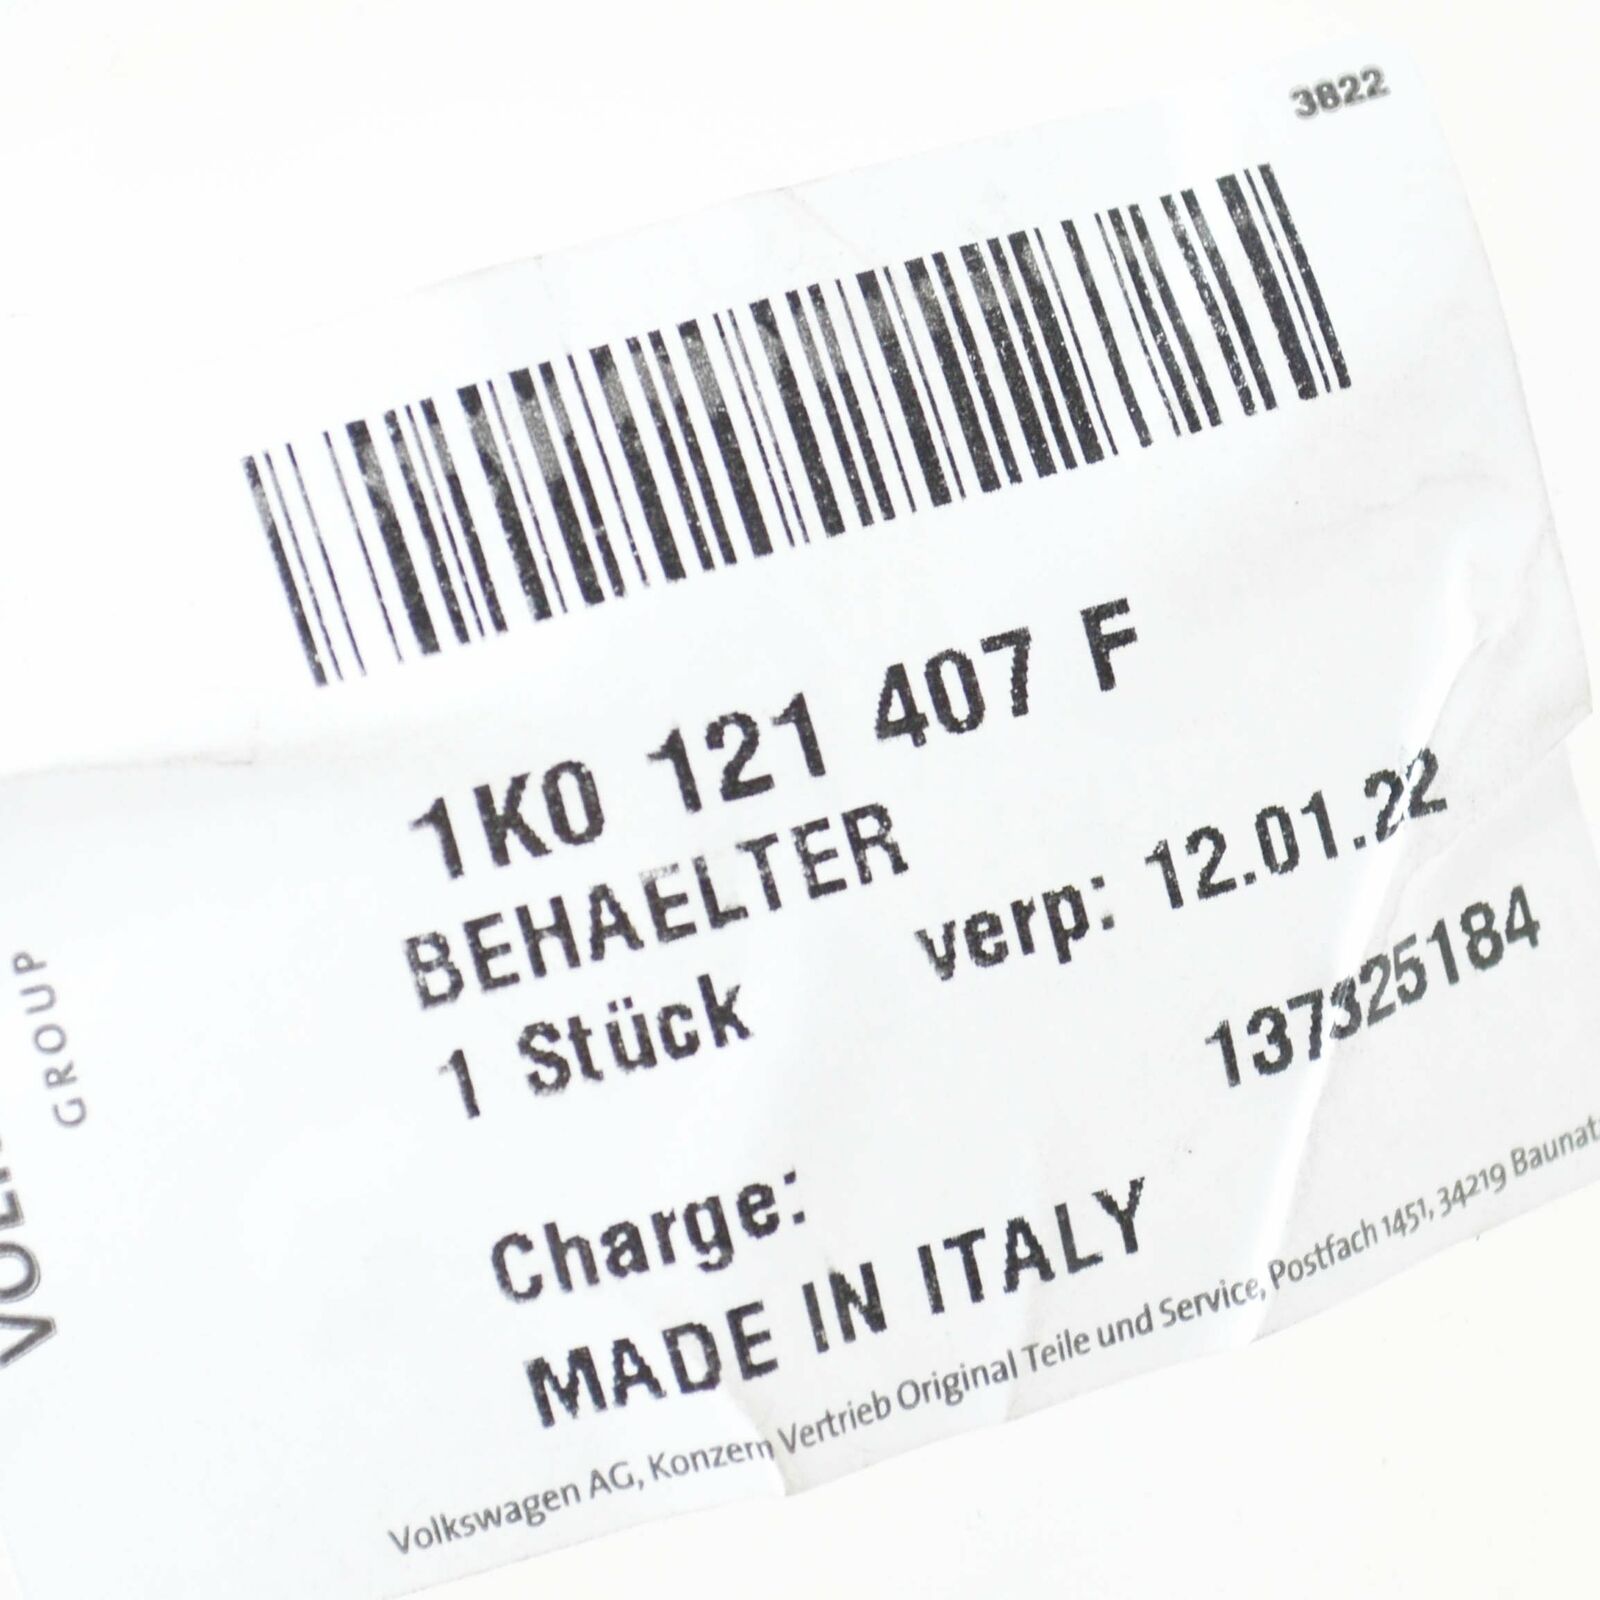 3822
1K0 121 407 F
BEHAELTER
1 Stück verp: 12.01.22
137325184
Charge:
MADE IN ITALY
Volkswagen AG, Konzern Vertrieb Original Teile und Service, Postfach 1451, 34219
GROUP